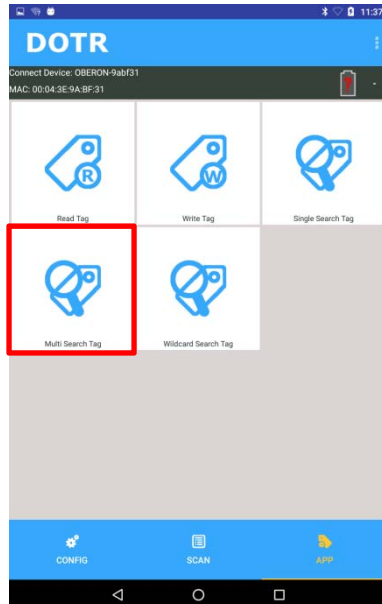 11:37
DOTR
Connect Device: OBERON-9abf31
MAC: 00:04:3E:9A:BF:31
R
W
Read Tag
Write Tag
Single Search Tag
Multi Search Tag
Wildcard Search Tag
CONFIG
SCAN
APP